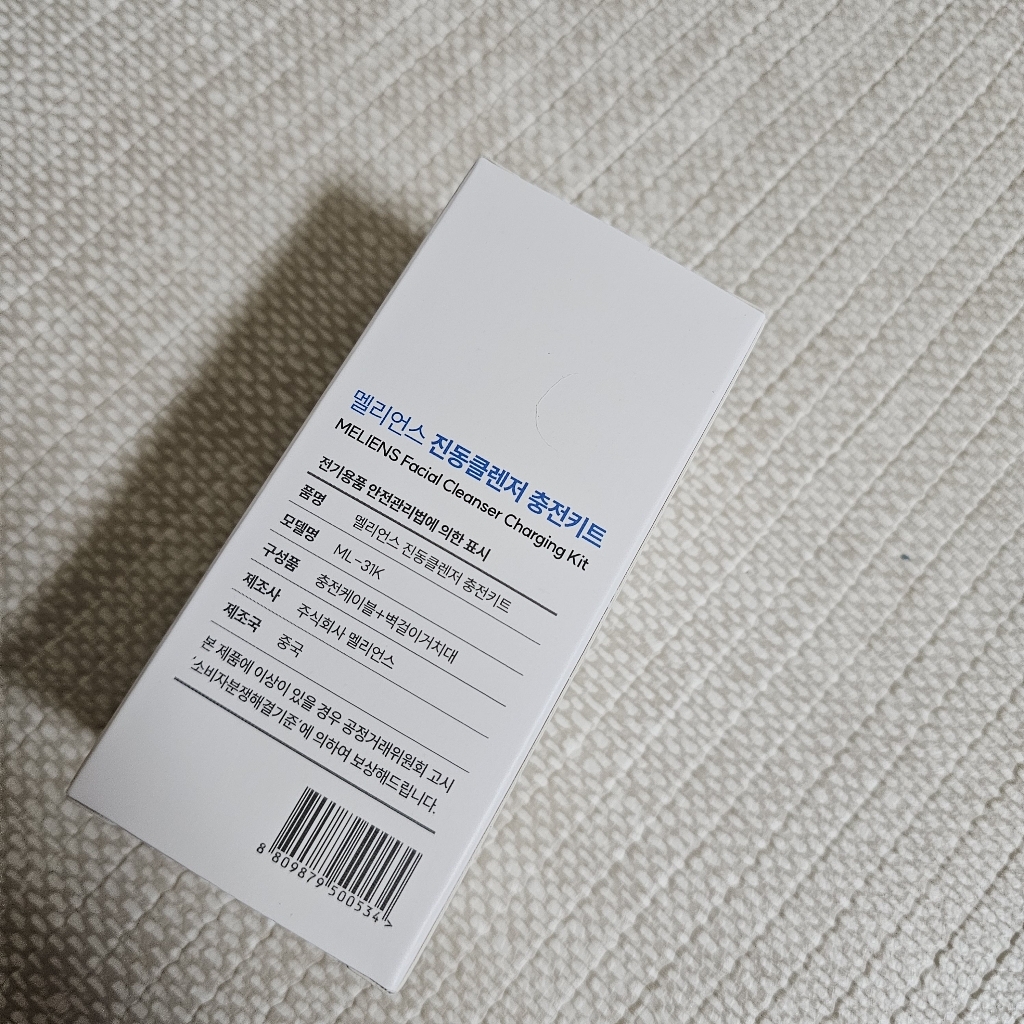 멜리언스 진동클렌저 충전키트
MELIENS Facial Cleanser Charging Kit
전기용품 안전관리법에 의한 표시
품명 멜리언스 진동클렌저 충전키트
모델명 ML-31K
구성품 충전케이블+벽걸이거치대
제조사 주식회사 멜리언스
제조국 중국
본 제품에 이상이 있을 경우 공정거래위원회 고시
'소비자분쟁해결기준'에 의하여 보상해드립니다.
8 809879 500534 >